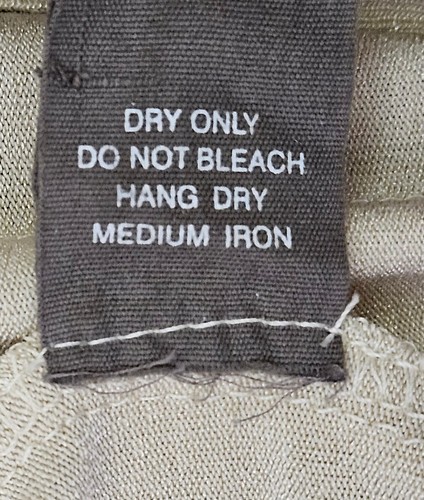 DRY ONLY
DO NOT BLEACH
HANG DRY
MEDIUM IRON